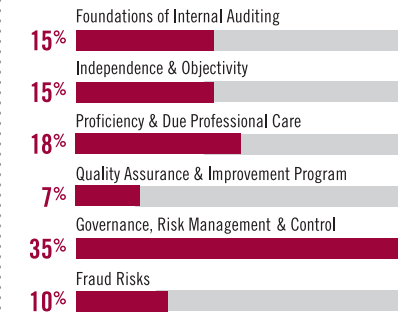 Foundations of Internal Auditing
15%
Independence & Objectivity
15%
Proficiency & Due Professional Care
18%
Quality Assurance & Improvement Program
7%
Governance, Risk Management & Control
35%
Fraud Risks
10%